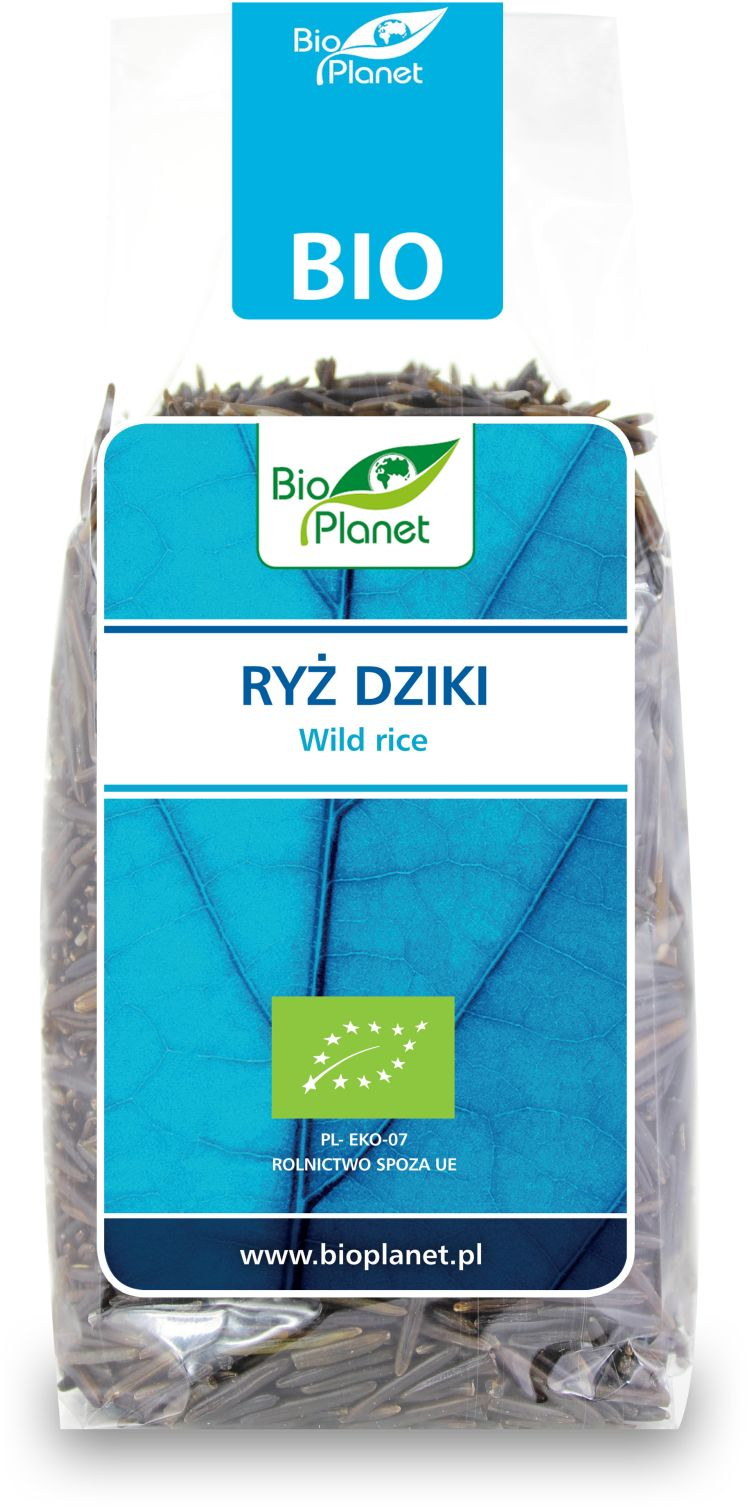 Bio
Planet
BIO
Bio
Planet
RYŻ DZIKI
Wild rice
PL- EKO-07
ROLNICTWO SPOZA UE
www.bioplanet.pl